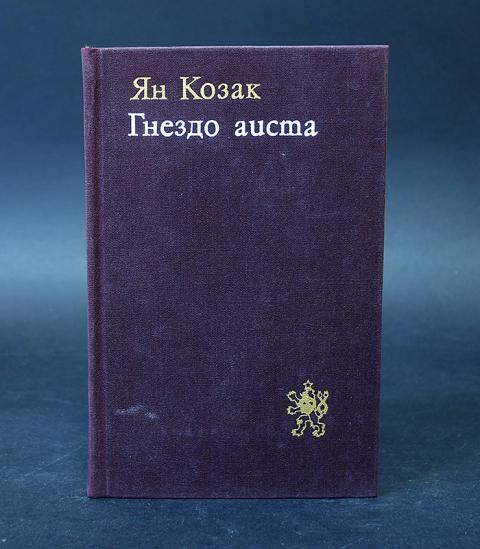 Ян Козак
Гнездо аиста